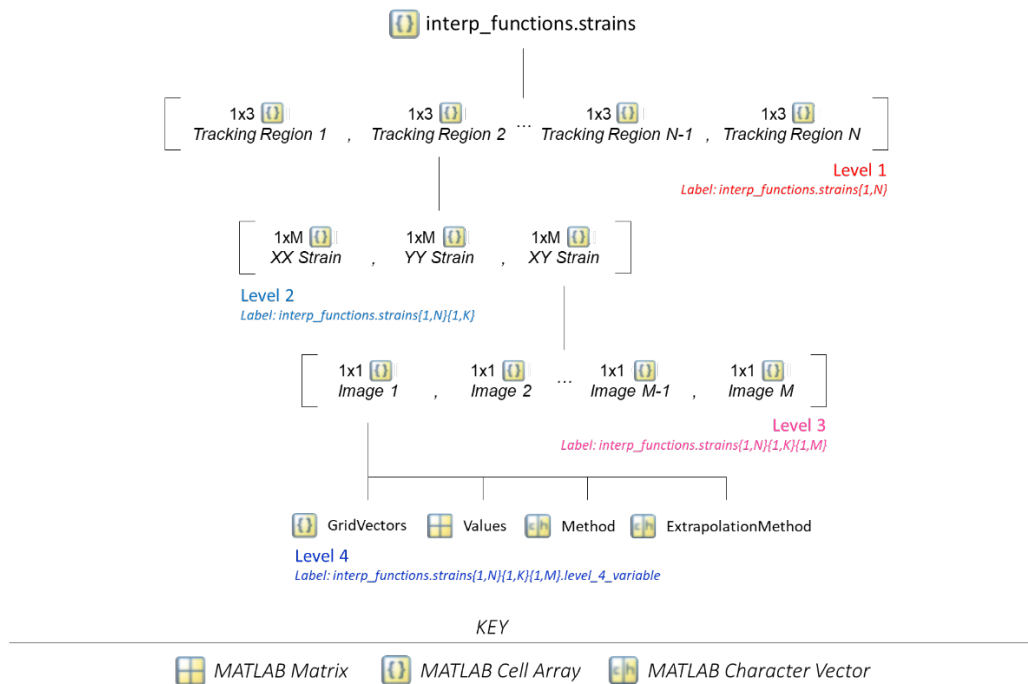 interp_functions.strains
1x3 1x3 1x3 1x3
Tracking Region 1 , Tracking Region 2 ... Tracking Region N-1 , Tracking Region N
Level 1
Label: interp_functions.strains{1,N}
1xM 1xM 1xM
XX Strain , YY Strain , XY Strain
Level 2
Label: interp_functions.strains{1,N}{1,K}
1x1 1x1 1x1 1x1
Image 1 , Image 2 ... Image M-1 , Image M
Level 3
Label: interp_functions.strains{1,N}{1,K}{1,M}
GridVectors Values Method ExtrapolationMethod
Level 4
Label: interp_functions.strains{1,N}{1,K}{1,M}.level_4_variable
KEY
MATLAB Matrix {} MATLAB Cell Array ch MATLAB Character Vector